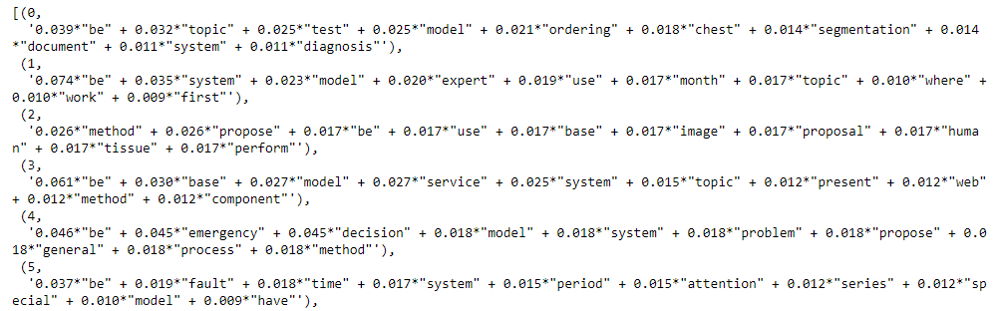 [(0,
'0.039*"be" + 0.032*"topic" + 0.025*"test" + 0.025*"model" + 0.021*"ordering" + 0.018*"chest" + 0.014*"segmentation" + 0.014
*"document" + 0.011*"system" + 0.011*"diagnosis"'),
(1,
'0.074*"be" + 0.035*"system" + 0.023*"model" + 0.020*"expert" + 0.019*"use" + 0.017*"month" + 0.017*"topic" + 0.010*"where" +
0.010*"work" + 0.009*"first"'),
(2,
'0.026*"method" + 0.026*"propose" + 0.017*"be" + 0.017*"use" + 0.017*"base" + 0.017*"image" + 0.017*"proposal" + 0.017*"huma
n" + 0.017*"tissue" + 0.017*"perform"'),
(3,
'0.061*"be" + 0.030*"base" + 0.027*"model" + 0.027*"service" + 0.025*"system" + 0.015*"topic" + 0.012*"present" + 0.012*"web"
+ 0.012*"method" + 0.012*"component"'),
(4,
'0.046*"be" + 0.045*"emergency" + 0.045*"decision" + 0.018*"model" + 0.018*"system" + 0.018*"problem" + 0.018*"propose" + 0.0
18*"general" + 0.018*"process" + 0.018*"method"'),
(5,
'0.037*"be" + 0.019*"fault" + 0.018*"time" + 0.017*"system" + 0.015*"period" + 0.015*"attention" + 0.012*"series" + 0.012*"sp
ecial" + 0.010*"model" + 0.009*"have"'),